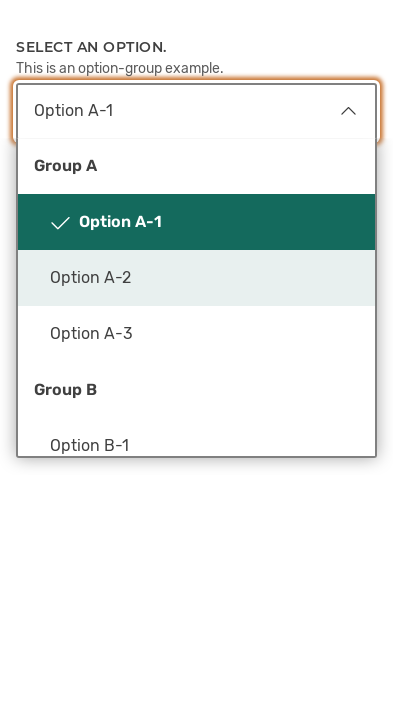 SELECT AN OPTION.
This is an option-group example.
Option A-1
Group A
Option A-1
Option A-2
Option A-3
Group B
Option B-1